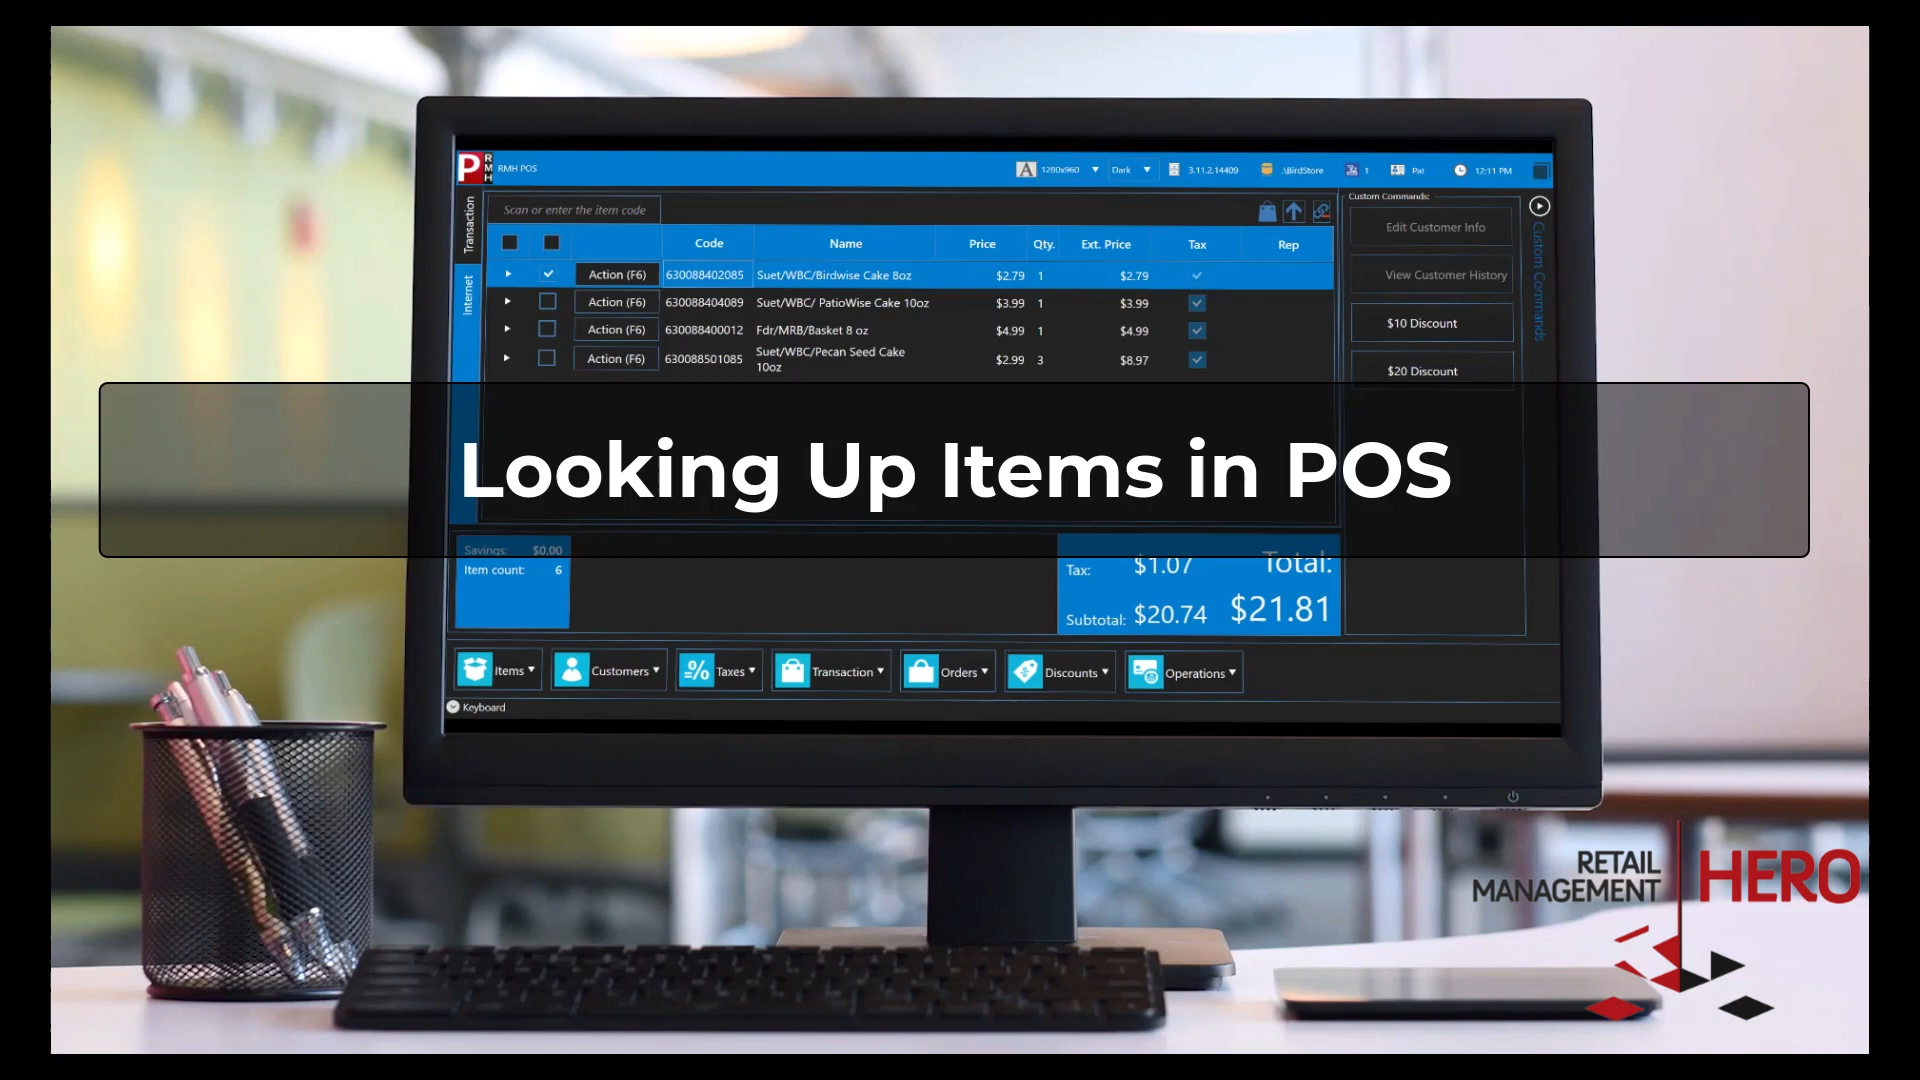 P RMH RMH POS A 1280x960 Dark 3.11.2.14409 .\BirdStore 1 Pat 12:11 PM
Transaction
Internet
Scan or enter the item code
Code Name Price Qty. Ext. Price Tax Rep
Action (F6) 630088402085 Suet/WBC/Birdwise Cake 8oz $2.79 1 $2.79
Action (F6) 630088404089 Suet/WBC/ PatioWise Cake 10oz $3.99 1 $3.99
Action (F6) 630088400012 Fdr/MRB/Basket 8 oz $4.99 1 $4.99
Action (F6) 630088501085 Suet/WBC/Pecan Seed Cake $2.99 3 $8.97
10oz
Custom Commands:
Edit Customer Info
View Customer History
$10 Discount
$20 Discount
Custom Commands
Looking Up Items in POS
Savings: $0.00
Item count: 6
Tax: $1.07 Total:
Subtotal: $20.74 $21.81
Items Customers Taxes Transaction Orders Discounts Operations
Keyboard
RETAIL
MANAGEMENT
HERO